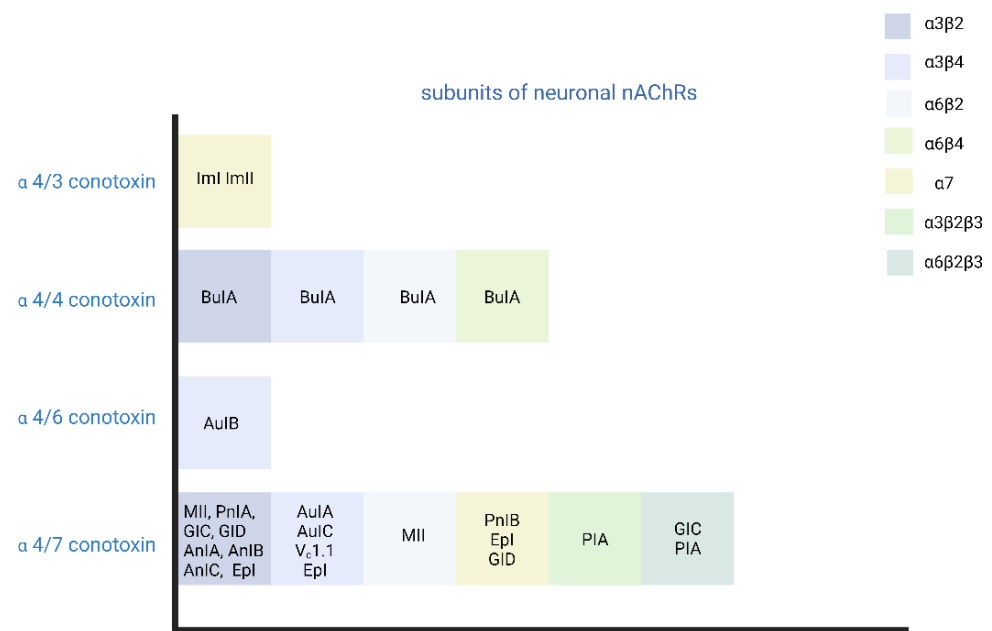 α3β2
α3β4
subunits of neuronal nAChRs
α6β2
α6β4
α 4/3 conotoxin
ImI ImII
α7
α3β2β3
α6β2β3
α 4/4 conotoxin
BuIA BuIA BuIA BuIA
α 4/6 conotoxin
AuIB
α 4/7 conotoxin
MII, PnIA,
GIC, GID
AnIA, AnIB
AnIC, EpI
AuIA
AuIC
Vc1.1
EpI
MII
PnIB
EpI
GID
PIA
GIC
PIA